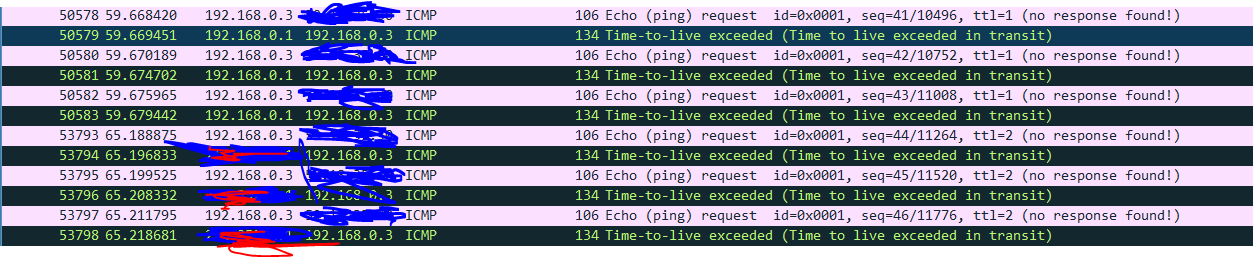 50578 59.668420 192.168.0.3 ICMP 106 Echo (ping) request id=0x0001, seq=41/10496, ttl=1 (no response found!)
50579 59.669451 192.168.0.1 192.168.0.3 ICMP 134 Time-to-live exceeded (Time to live exceeded in transit)
50580 59.670189 192.168.0.3 ICMP 106 Echo (ping) request id=0x0001, seq=42/10752, ttl=1 (no response found!)
50581 59.674702 192.168.0.1 192.168.0.3 ICMP 134 Time-to-live exceeded (Time to live exceeded in transit)
50582 59.675965 192.168.0.3 ICMP 106 Echo (ping) request id=0x0001, seq=43/11008, ttl=1 (no response found!)
50583 59.679442 192.168.0.1 192.168.0.3 ICMP 134 Time-to-live exceeded (Time to live exceeded in transit)
53793 65.188875 192.168.0.3 ICMP 106 Echo (ping) request id=0x0001, seq=44/11264, ttl=2 (no response found!)
53794 65.196833 192.168.0.3 ICMP 134 Time-to-live exceeded (Time to live exceeded in transit)
53795 65.199525 192.168.0.3 ICMP 106 Echo (ping) request id=0x0001, seq=45/11520, ttl=2 (no response found!)
53796 65.208332 192.168.0.3 ICMP 134 Time-to-live exceeded (Time to live exceeded in transit)
53797 65.211795 192.168.0.3 ICMP 106 Echo (ping) request id=0x0001, seq=46/11776, ttl=2 (no response found!)
53798 65.218681 192.168.0.3 ICMP 134 Time-to-live exceeded (Time to live exceeded in transit)